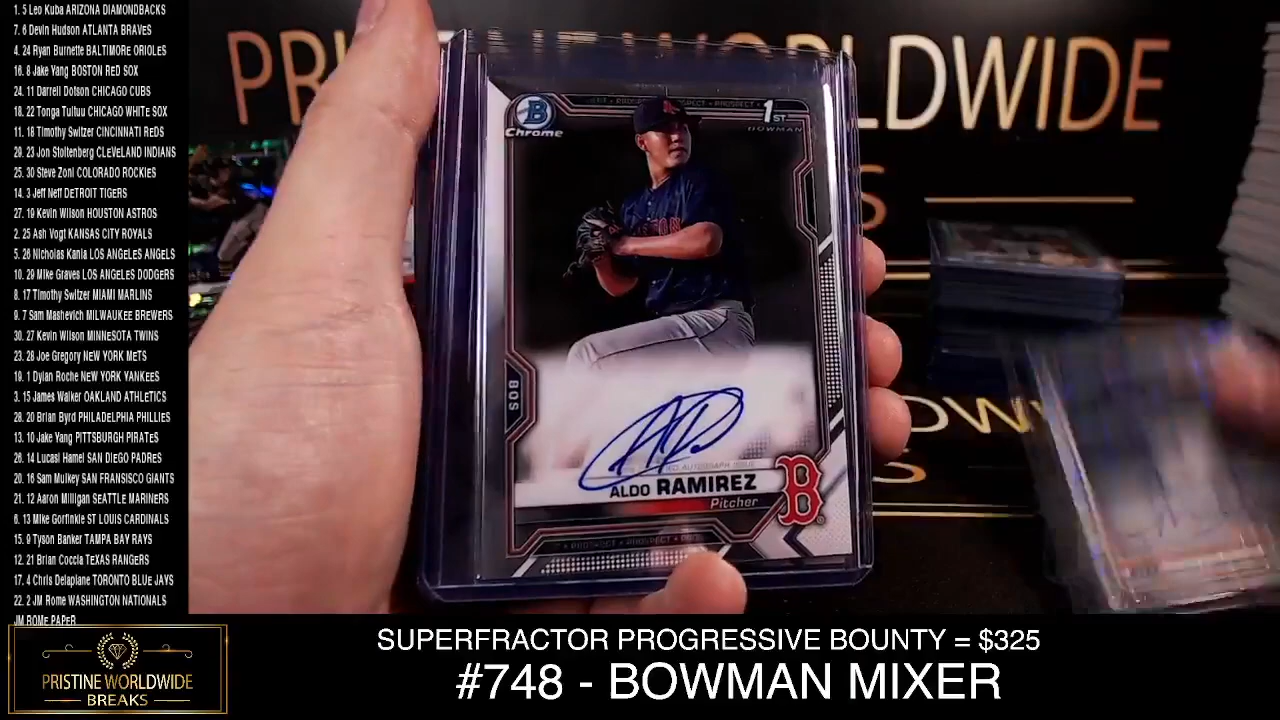 1. 5 Leo Kuba ARIZONA DIAMONDBACKS
7. 6 Devin Hudson ATLANTA BRAVES
4. 24 Ryan Burnette BALTIMORE ORIOLES
16. 8 Jake Yang BOSTON RED SOX
24. 11 Darrell Dotson CHICAGO CUBS
18. 22 Tonga Tuituu CHICAGO WHITE SOX
11. 18 Timothy Switzer CINCINNATI REDS
29. 23 Jon Stoltenberg CLEVELAND INDIANS
25. 30 Steve Zoni COLORADO ROCKIES
14. 3 Jeff Neff DETROIT TIGERS
27. 19 Kevin Wilson HOUSTON ASTROS
2. 25 Ash Vogt KANSAS CITY ROYALS
5. 26 Nicholas Kania LOS ANGELES ANGELS
10. 29 Mike Graves LOS ANGELES DODGERS
8. 17 Timothy Switzer MIAMI MARLINS
9. 7 Sam Mashevich MILWAUKEE BREWERS
30. 27 Kevin Wilson MINNESOTA TWINS
23. 28 Joe Gregory NEW YORK METS
19. 1 Dylan Roche NEW YORK YANKEES
3. 15 James Walker OAKLAND ATHLETICS
28. 20 Brian Byrd PHILADELPHIA PHILLIES
13. 10 Jake Yang PITTSBURGH PIRATES
26. 14 Lucasl Hamel SAN DIEGO PADRES
20. 16 Sam Mulkey SAN FRANSISCO GIANTS
21. 12 Aaron Milligan SEATTLE MARINERS
6. 13 Mike Gorfinkle ST LOUIS CARDINALS
15. 9 Tyson Banker TAMPA BAY RAYS
12. 21 Brian Coccia TEXAS RANGERS
17. 4 Chris Delaplane TORONTO BLUE JAYS
22. 2 JM Rome WASHINGTON NATIONALS
JM ROMe PAPER
PRISTINE WORLDWIDE
BREAKS
PRISTINE WORLDWIDE
S
B
Chrome
PROSPECT
1ST
BOWMAN
BOS
AUTOGRAPH ISSUE
ALDO RAMIREZ
Pitcher
B
PROSPECT
SUPERFRACTOR PROGRESSIVE BOUNTY = $325
#748 - BOWMAN MIXER